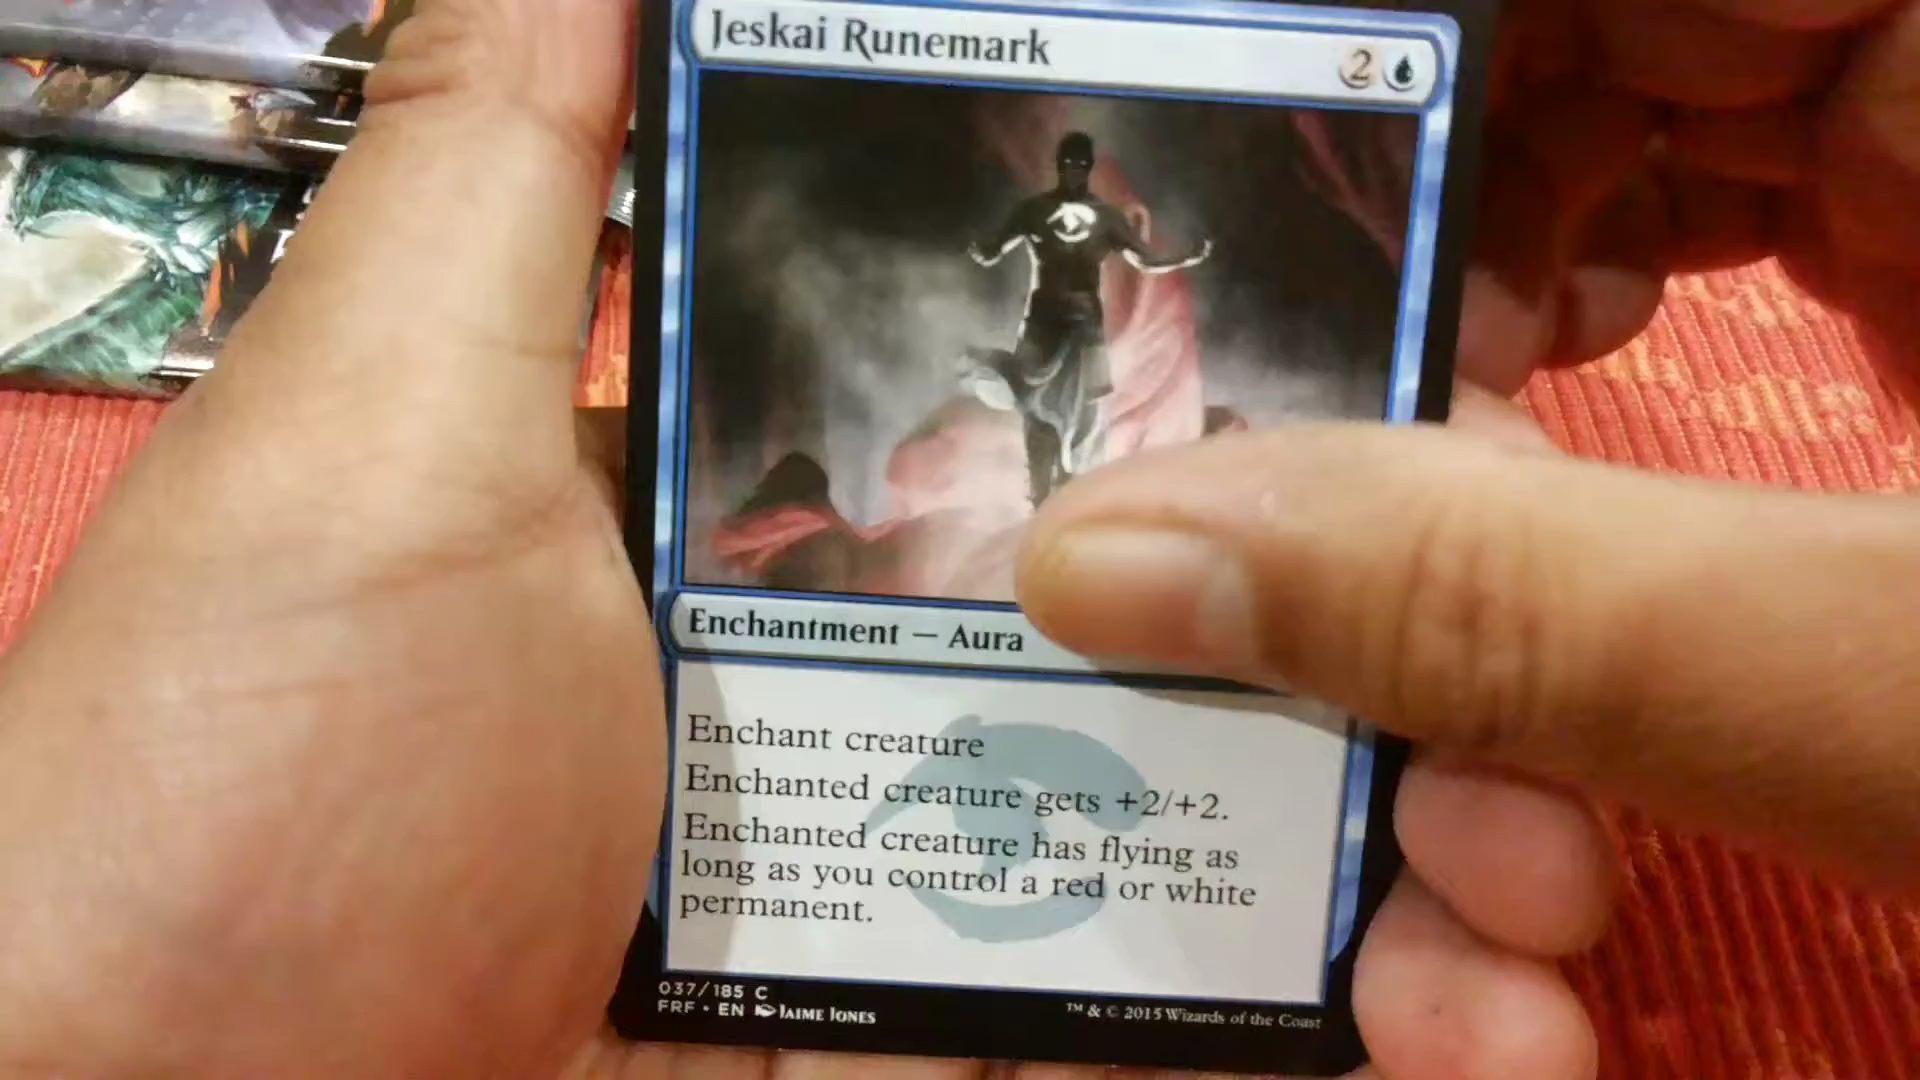 Jeskai Runemark 2
Enchantment — Aura
Enchant creature
Enchanted creature gets +2/+2.
Enchanted creature has flying as
long as you control a red or white
permanent.
037/185 C
FRF • EN JAIME JONES
™ & © 2015 Wizards of the Coast